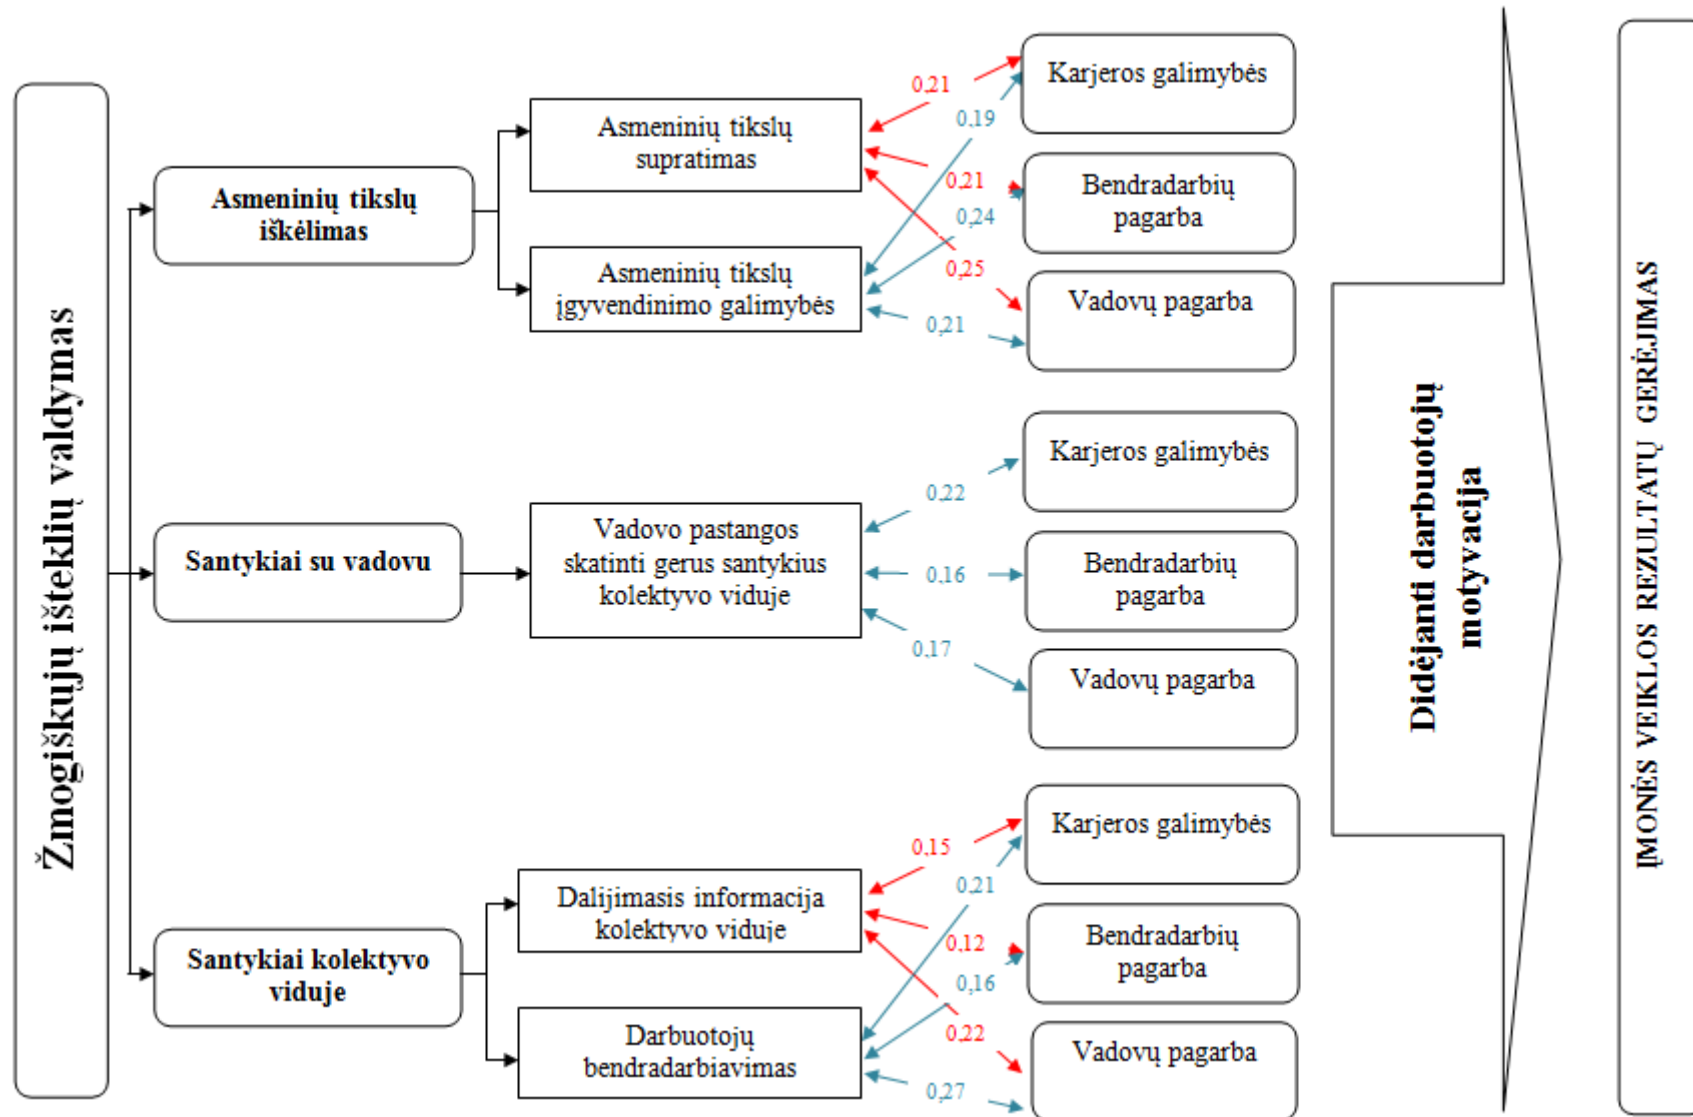 Žmogiškųjų išteklių valdymas
Asmeninių tikslų
iškėlimas
Asmeninių tikslų
supratimas
Asmeninių tikslų
įgyvendinimo galimybės
0,21
0,19
0,21
0,24
0,25
0,21
Karjeros galimybės
Bendradarbių
pagarba
Vadovų pagarba
Santykiai su vadovu
Vadovo pastangos
skatinti gerus santykius
kolektyvo viduje
0,22
0,16
0,17
Karjeros galimybės
Bendradarbių
pagarba
Vadovų pagarba
Santykiai kolektyvo
viduje
Dalijimasis informacija
kolektyvo viduje
Darbuotojų
bendradarbiavimas
0,15
0,21
0,12
0,16
0,22
0,27
Karjeros galimybės
Bendradarbių
pagarba
Vadovų pagarba
Didėjanti darbuotojų
motyvacija
ĮMONĖS VEIKLOS REZULTATŲ GERĖJIMAS